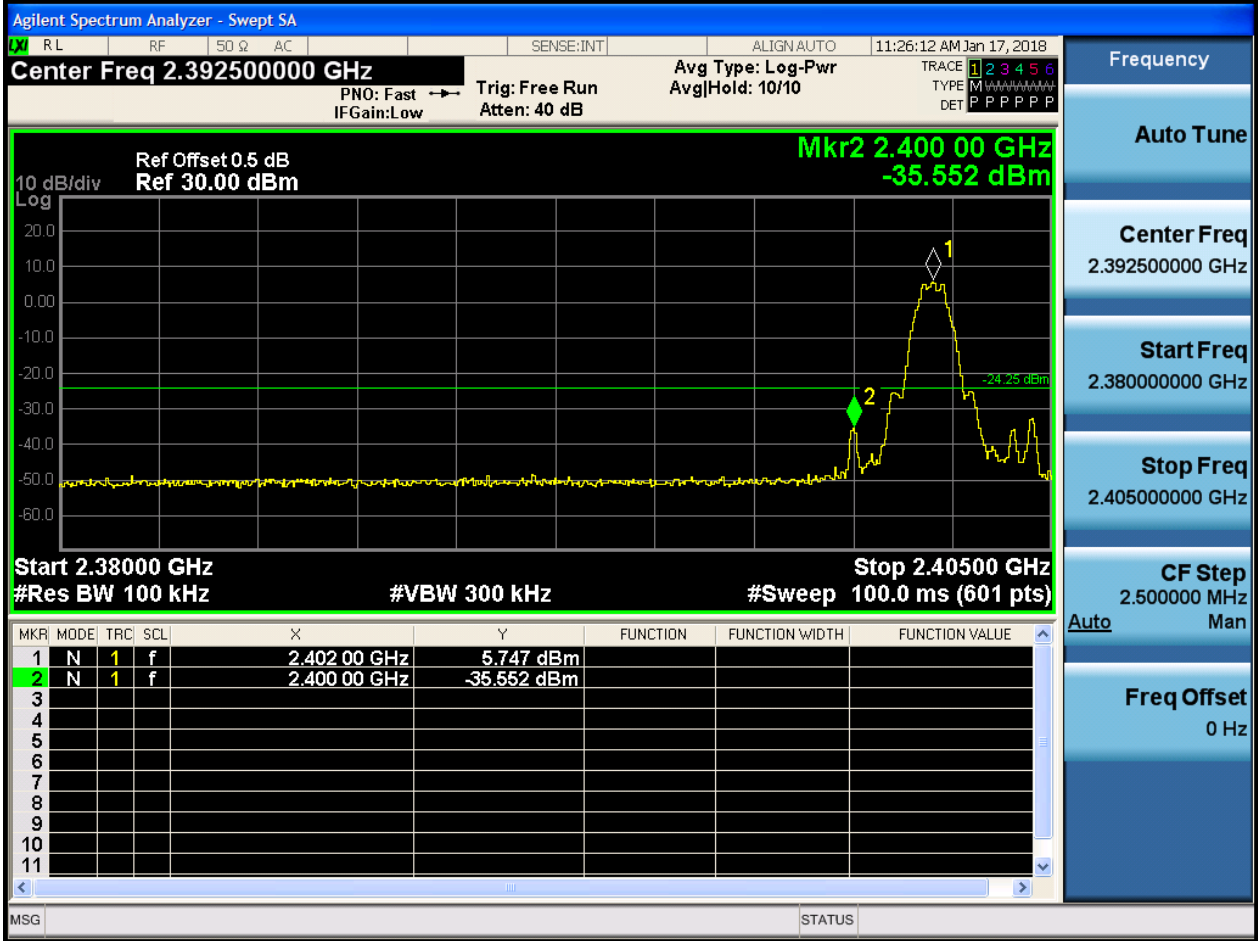 Agilent Spectrum Analyzer - Swept SA
LXI RL RF 50 Ω AC SENSE:INT ALIGN AUTO 11:26:12 AM Jan 17, 2018
Center Freq 2.392500000 GHz
PNO: Fast
IFGain:Low
Trig: Free Run
Atten: 40 dB
Avg Type: Log-Pwr
Avg|Hold: 10/10
TRACE 1 2 3 4 5 6
TYPE M WWWWW
DET P P P P P P
Ref Offset 0.5 dB
10 dB/div Ref 30.00 dBm
Log
Mkr2 2.400 00 GHz
-35.552 dBm
20.0
1
10.0
0.00
-10.0
-20.0
-24.25 dBm
2
-30.0
-40.0
-50.0
-60.0
Start 2.38000 GHz Stop 2.40500 GHz
#Res BW 100 kHz #VBW 300 kHz #Sweep 100.0 ms (601 pts)
MKR MODE TRC SCL X Y FUNCTION FUNCTION WIDTH FUNCTION VALUE
1 N 1 f 2.402 00 GHz 5.747 dBm
2 N 1 f 2.400 00 GHz -35.552 dBm
3
4
5
6
7
8
9
10
11
MSG STATUS
Frequency
Auto Tune
Center Freq
2.392500000 GHz
Start Freq
2.380000000 GHz
Stop Freq
2.405000000 GHz
CF Step
2.500000 MHz
Auto Man
Freq Offset
0 Hz